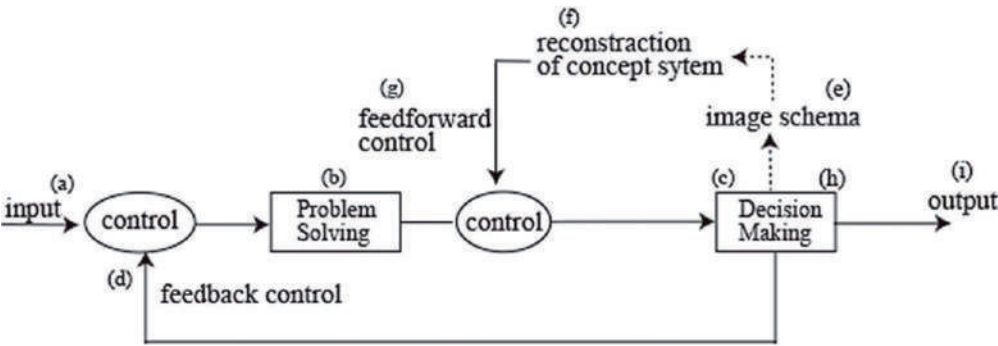 (f)
reconstraction
of concept sytem
(g)
feedforward
control
(e)
image schema
(a)
input
control
(b)
Problem
Solving
control
(c)
(h)
Decision
Making
(i)
output
(d)
feedback control